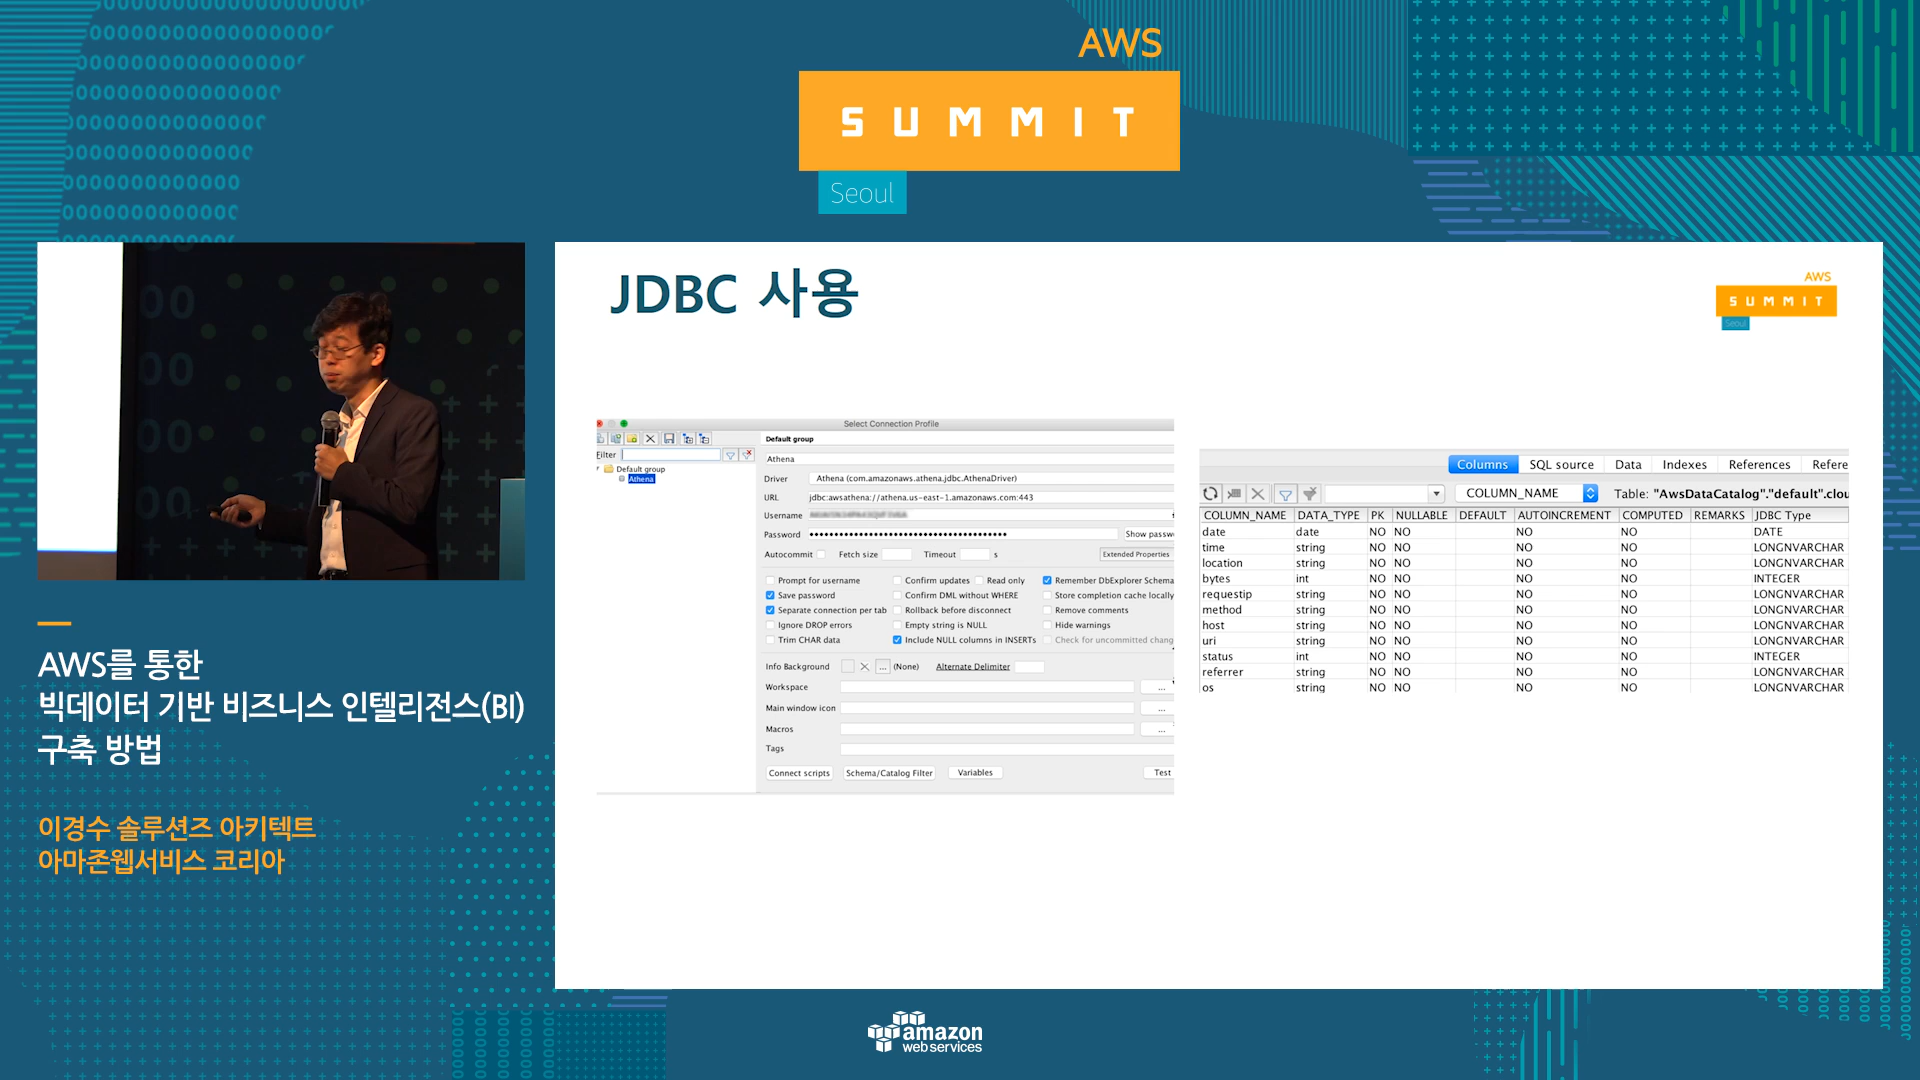 AWS
SUMMIT
Seoul
JDBC 사용
AWS
SUMMIT
Seoul
AWS를 통한
빅데이터 기반 비즈니스 인텔리전스(BI)
구축 방법
이경수 솔루션즈 아키텍트
아마존웹서비스 코리아
Select Connection Profile
Default group
Filter
Default group
Athena
Athena
Driver Athena (com.amazonaws.athena.jdbc.AthenaDriver)
URL jdbc:awsathena://athena.us-east-1.amazonaws.com:443
Username
Password Show passw
Autocommit Fetch size Timeout s Extended Properties
Prompt for username Confirm updates Read only Remember DbExplorer Schema
Save password Confirm DML without WHERE Store completion cache locally
Separate connection per tab Rollback before disconnect Remove comments
Ignore DROP errors Empty string is NULL Hide warnings
Trim CHAR data Include NULL columns in INSERTs Check for uncommitted chang
Info Background ... (None) Alternate Delimiter
Workspace ...
Main window icon ...
Macros ...
Tags
Connect scripts Schema/Catalog Filter Variables Test
Columns SQL source Data Indexes References Refere
COLUMN_NAME Table: "AwsDataCatalog"."default".clou
COLUMN_NAME DATA_TYPE PK NULLABLE DEFAULT AUTOINCREMENT COMPUTED REMARKS JDBC Type
date date NO NO NO NO DATE
time string NO NO NO NO LONGNVARCHAR
location string NO NO NO NO LONGNVARCHAR
bytes int NO NO NO NO INTEGER
requestip string NO NO NO NO LONGNVARCHAR
method string NO NO NO NO LONGNVARCHAR
host string NO NO NO NO LONGNVARCHAR
uri string NO NO NO NO LONGNVARCHAR
status int NO NO NO NO INTEGER
referrer string NO NO NO NO LONGNVARCHAR
os string NO NO NO NO LONGNVARCHAR
amazon
web services